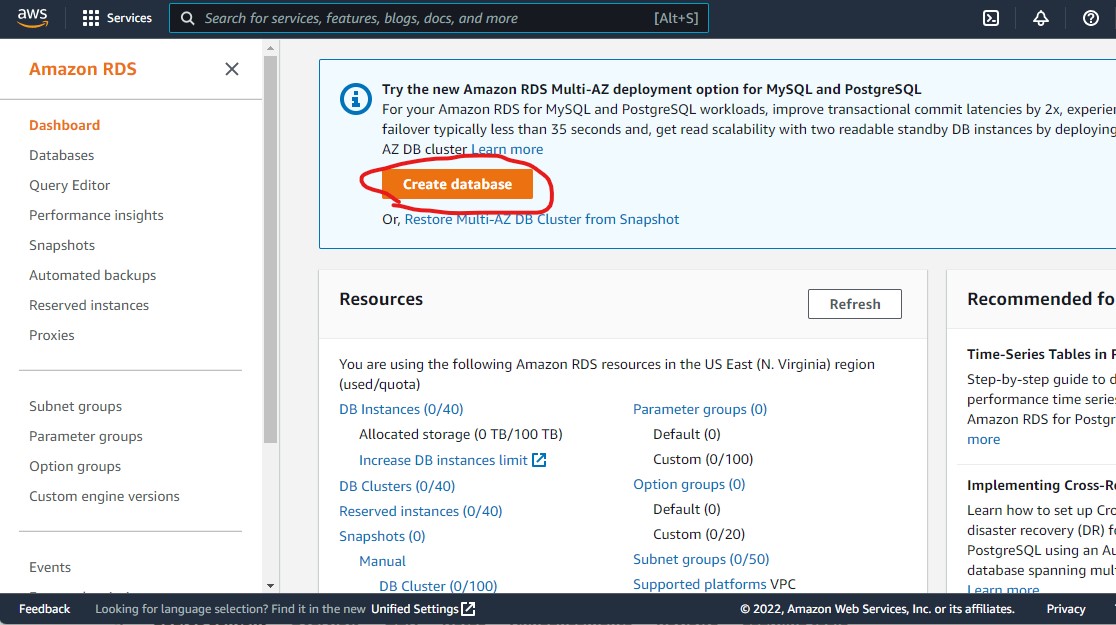 aws
Services
Search for services, features, blogs, docs, and more
[Alt+S]
Amazon RDS
Dashboard
Databases
Query Editor
Performance insights
Snapshots
Automated backups
Reserved instances
Proxies
Subnet groups
Parameter groups
Option groups
Custom engine versions
Events
Try the new Amazon RDS Multi-AZ deployment option for MySQL and PostgreSQL
For your Amazon RDS for MySQL and PostgreSQL workloads, improve transactional commit latencies by 2x, experien
failover typically less than 35 seconds and, get read scalability with two readable standby DB instances by deploying
AZ DB cluster Learn more
Create database
Or, Restore Multi-AZ DB Cluster from Snapshot
Resources
Refresh
You are using the following Amazon RDS resources in the US East (N. Virginia) region
(used/quota)
DB Instances (0/40)
Allocated storage (0 TB/100 TB)
Increase DB instances limit
DB Clusters (0/40)
Reserved instances (0/40)
Snapshots (0)
Manual
DB Cluster (0/100)
Parameter groups (0)
Default (0)
Custom (0/100)
Option groups (0)
Default (0)
Custom (0/20)
Subnet groups (0/50)
Supported platforms VPC
Recommended fo
Time-Series Tables in
Step-by-step guide to d
performance time series
Amazon RDS for Postgr
more
Implementing Cross-Re
Learn how to set up Cro
disaster recovery (DR) fo
PostgreSQL using an Au
database spanning mult
Learn more
Feedback
Looking for language selection? Find it in the new Unified Settings
© 2022, Amazon Web Services, Inc. or its affiliates.
Privacy